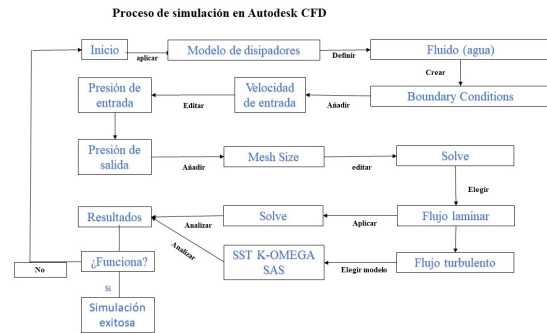 Proceso de simulación en Autodesk CFD
Inicio
aplicar
Modelo de disipadores
Definir
Fluido (agua)
Crear
Presión de
entrada
Editar
Velocidad
de entrada
Añadir
Boundary Conditions
Presión de
salida
Añadir
Mesh Size
editar
Solve
Elegir
Resultados
Analizar
Solve
Aplicar
Flujo laminar
Analizar
No
¿Funciona?
SST K-OMEGA
SAS
Elegir modelo
Flujo turbulento
Si
Simulación
exitosa